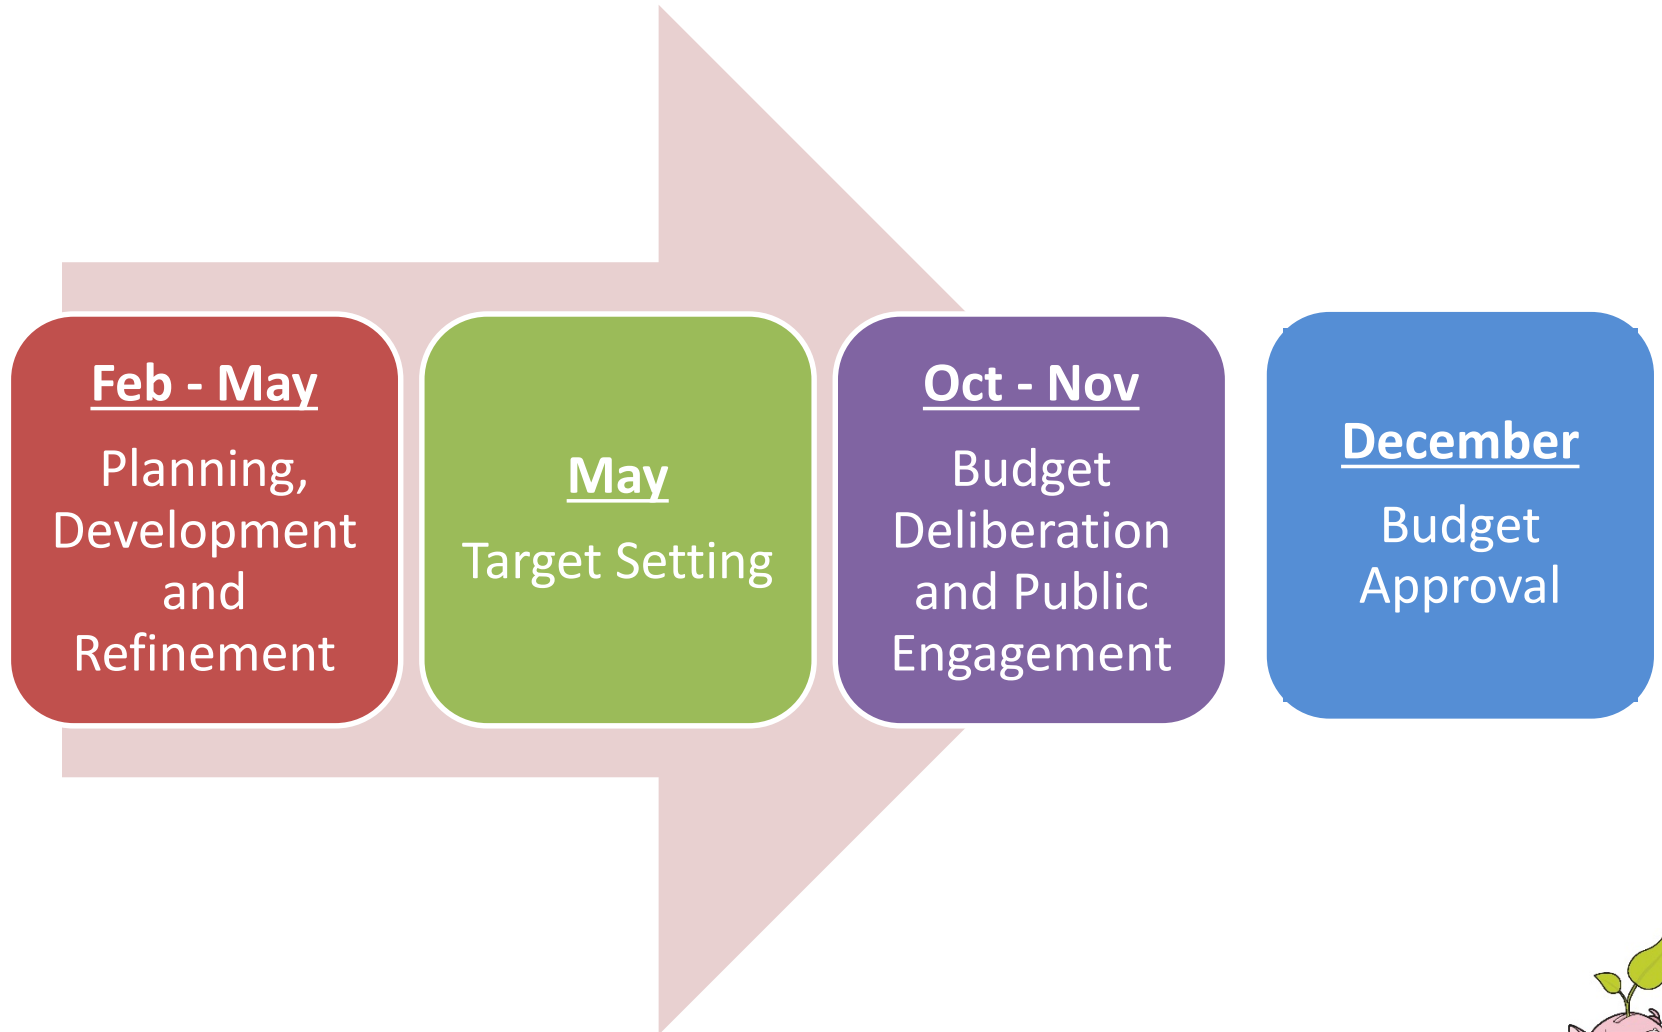 Feb - May
Planning,
Development
and
Refinement
May
Target Setting
Oct - Nov
Budget
Deliberation
and Public
Engagement
December
Budget
Approval